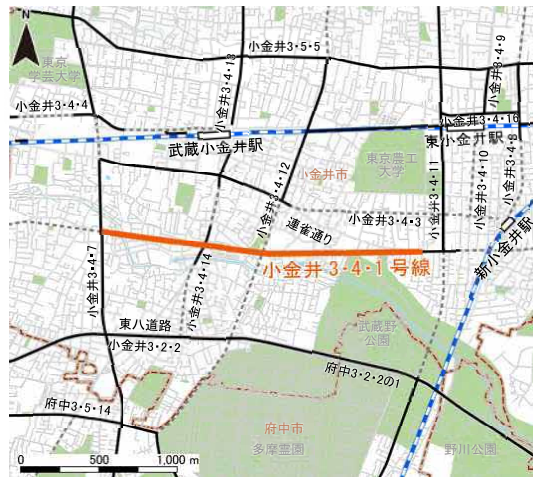 N
東京
学芸大学
小金井3・4・13
小金井3・5・5
小金井3・4・9
小金井3・4・4
小金井3・4・16
武蔵小金井駅
東小金井駅
小金井3・4・12
小金井市
東京農工
大学
小金井3・4・11
小金井3・4・10
小金井3・4・8
連雀通り
小金井3・4・3
新小金井駅
小金井3・4・7
小金井3・4・14
小金井3・4・1号線
東八道路
小金井3・2・2
武蔵野
公園
府中3・2・2の1
府中3・5・14
府中市
多摩霊園
野川公園
0 500 1,000 m